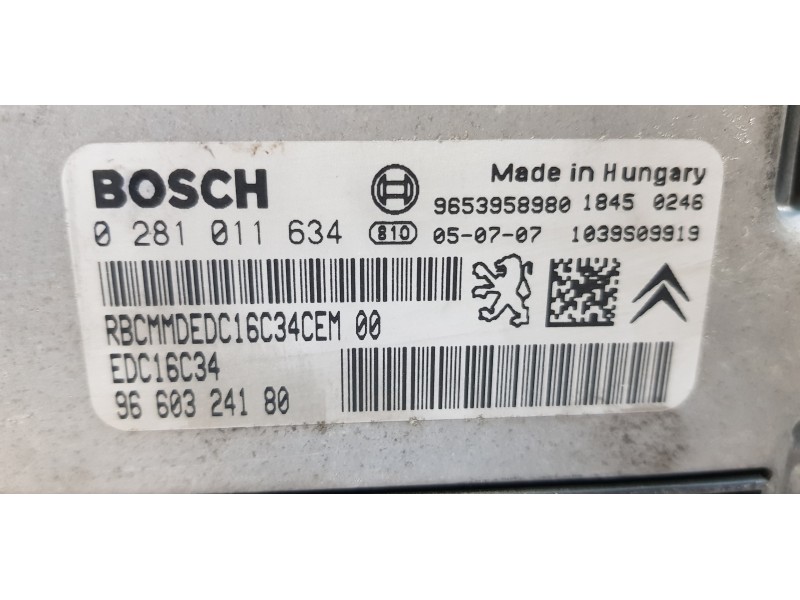 BOSCH
Made in Hungary
9653958980 1845 0246
0 281 011 634 810 05-07-07 1039S09919
RBCMMDEDC16C34CEM 00
EDC16C34
96 603 241 80